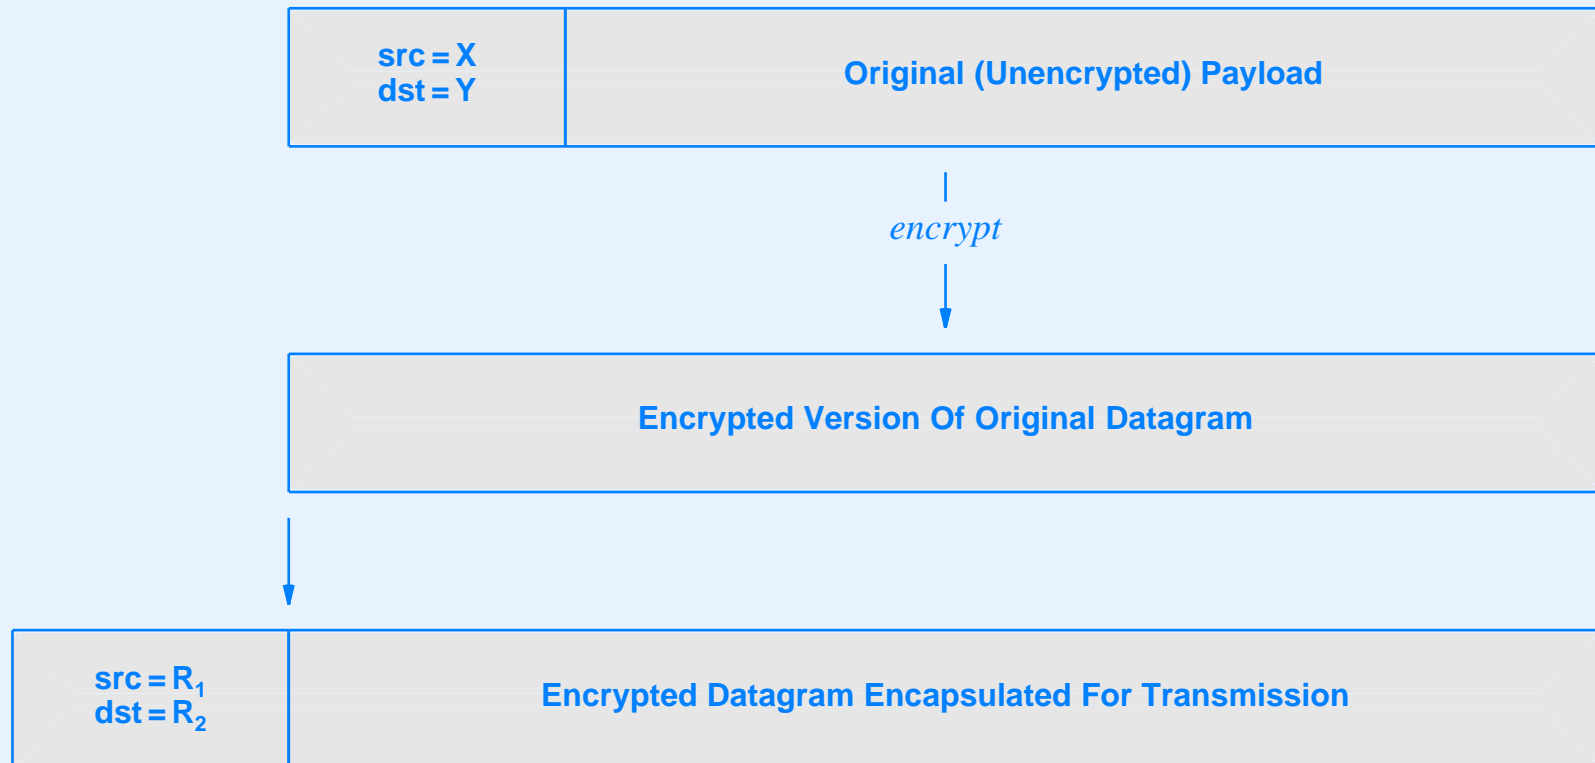 src = X
dst = Y
Original (Unencrypted) Payload
encrypt
Encrypted Version Of Original Datagram
src = R₁
dst = R₂
Encrypted Datagram Encapsulated For Transmission